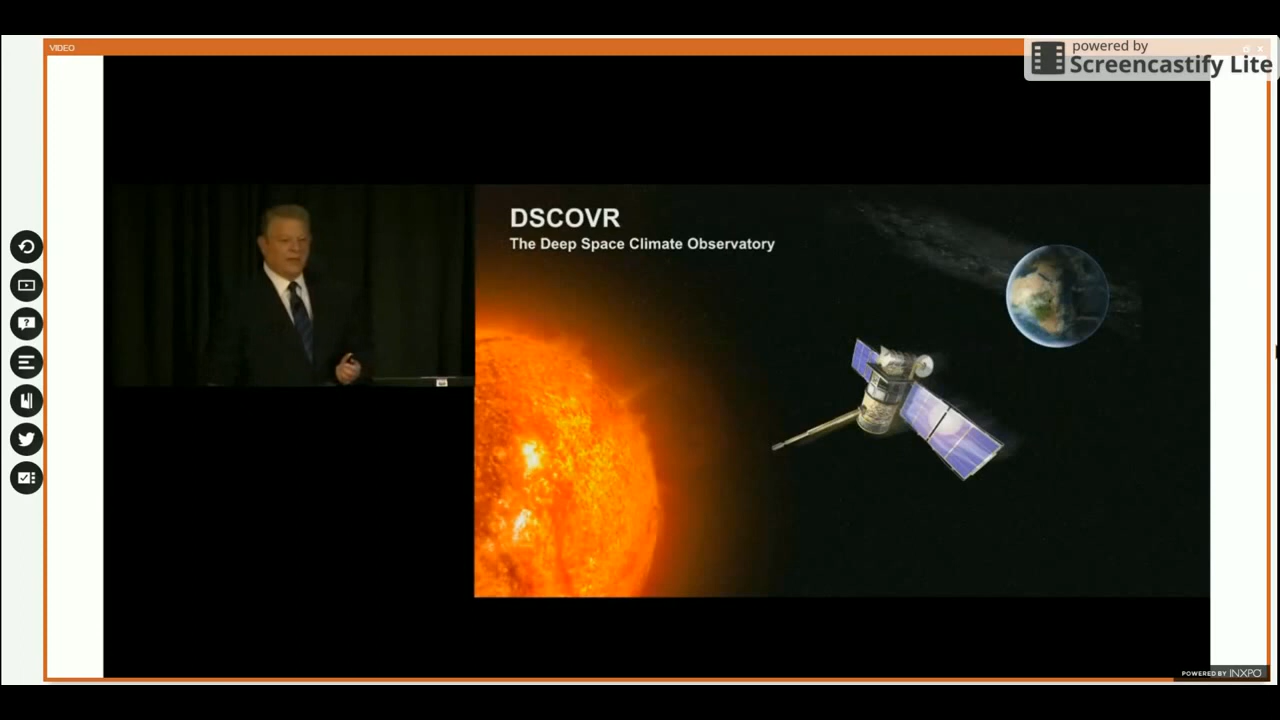 VIDEO
powered by
Screencastify Lite
DSCOVR
The Deep Space Climate Observatory
POWERED BY INXPO